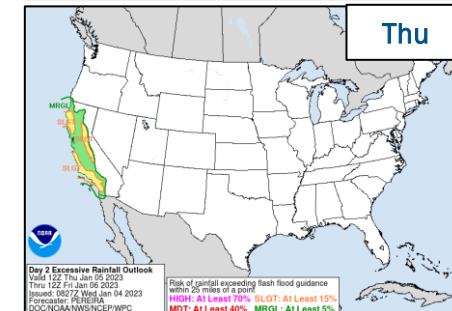 Thu
MRGL
SLGT
SLGT
noaa
Day 2 Excessive Rainfall Outlook
Valid 12Z Thu Jan 05 2023
Thru 12Z Fri Jan 06 2023
Issued: 0827Z Wed Jan 04 2023
Forecaster: PEREIRA
DOC/NOAA/NWS/NCEP/WPC
Risk of rainfall exceeding flash flood guidance
within 25 miles of a point
HIGH: At Least 70% SLGT: At Least 15%
MDT: At Least 40% MRGL: At Least 5%